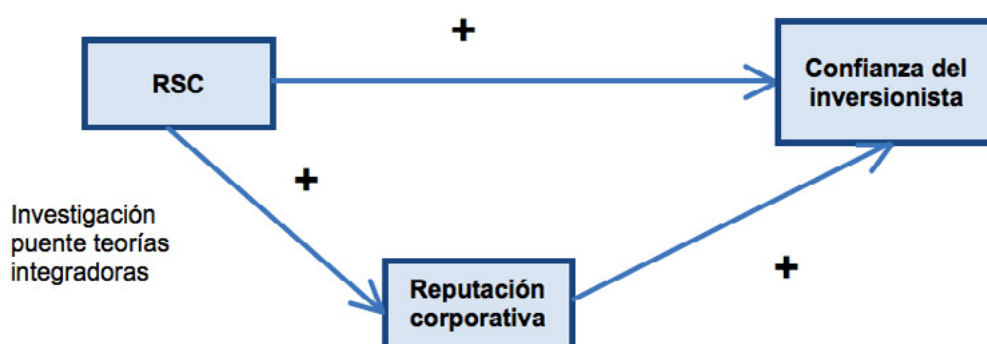 +
RSC
Confianza del
inversionista
+
Investigación
puente teorías
integradoras
+
Reputación
corporativa